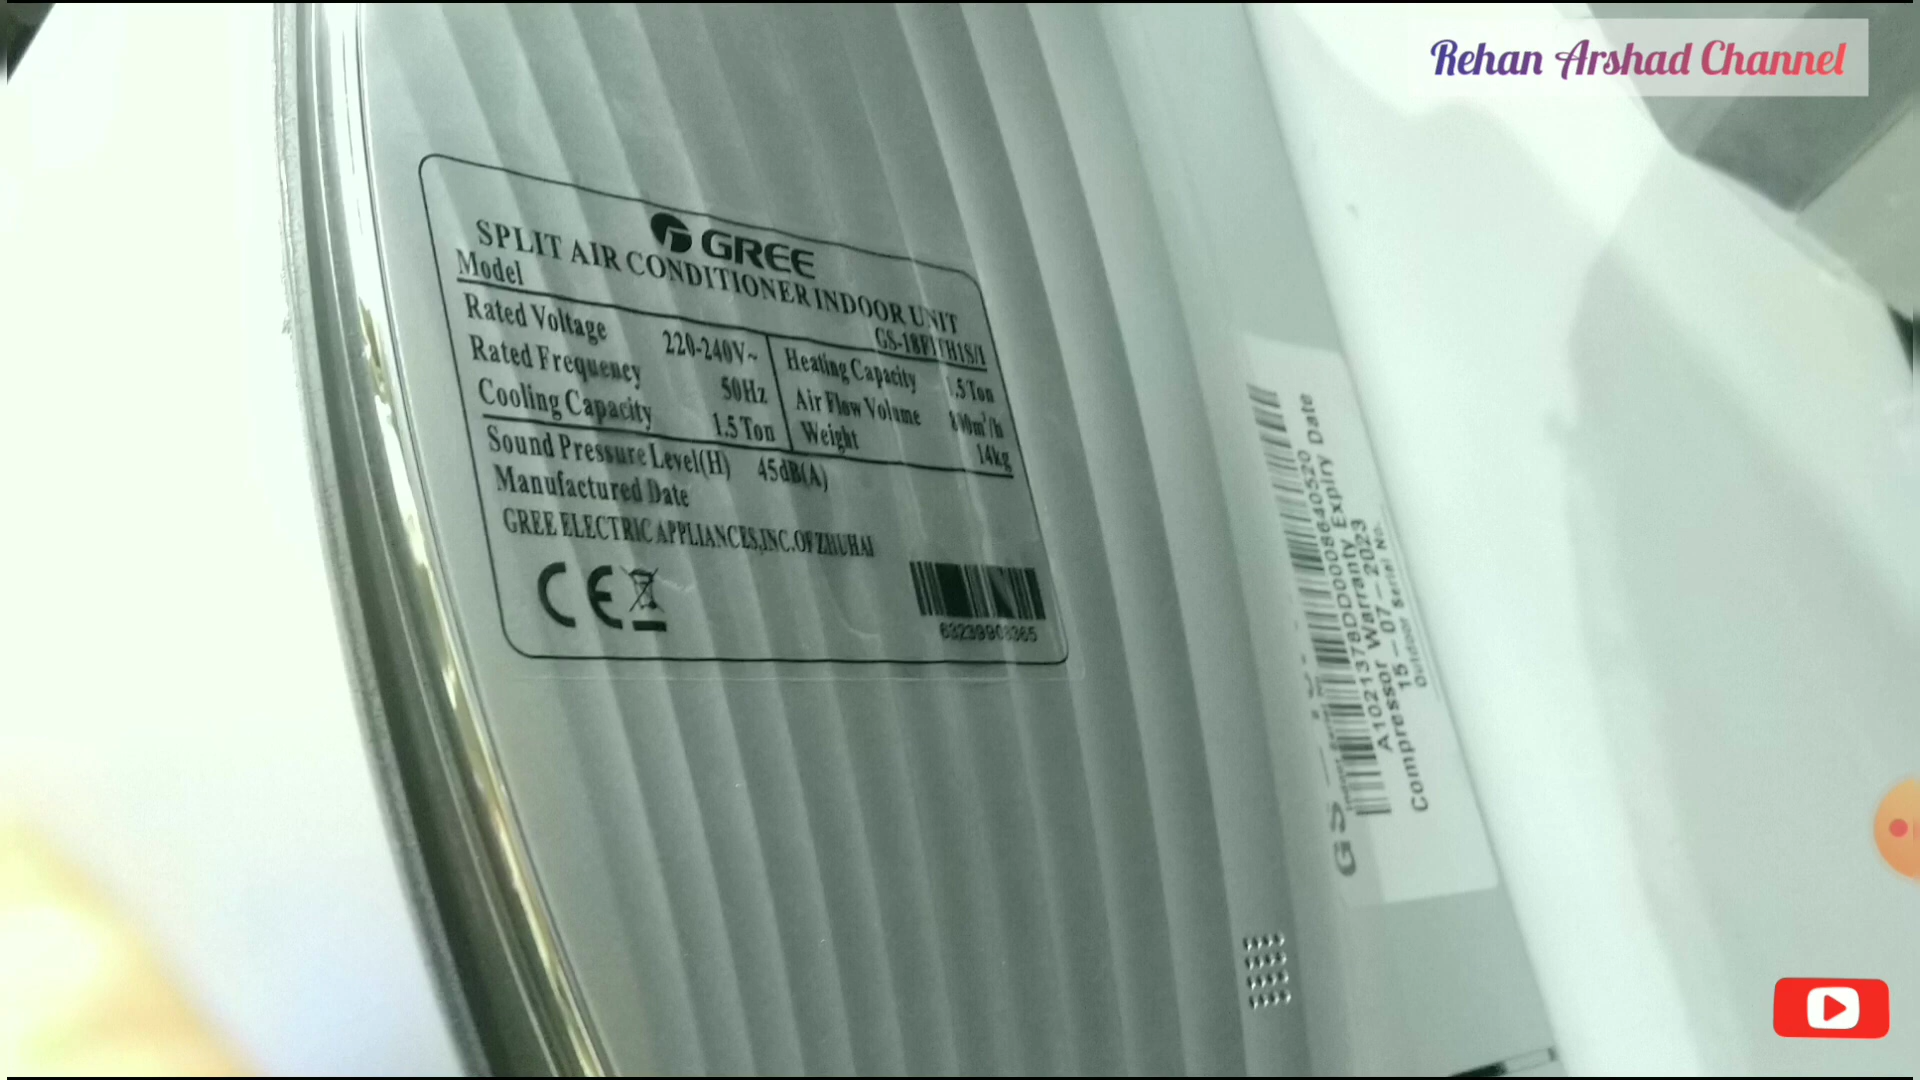 Rehan Arshad Channel
GREE
SPLIT AIR CONDITIONER INDOOR UNIT
Model
Rated Voltage 220-240V~ Heating Capacity 1.5 Ton
Rated Frequency 50Hz Air Flow Volume
Cooling Capacity 1.5 Ton Weight 14kg
Sound Pressure Level(H) 45dB(A)
Manufactured Date
GREE ELECTRIC APPLIANCES,INC.OF ZHUHAI
CE
GS-
Compressor Warranty Expiry Date
15-07-2023
Outdoor Serial No.